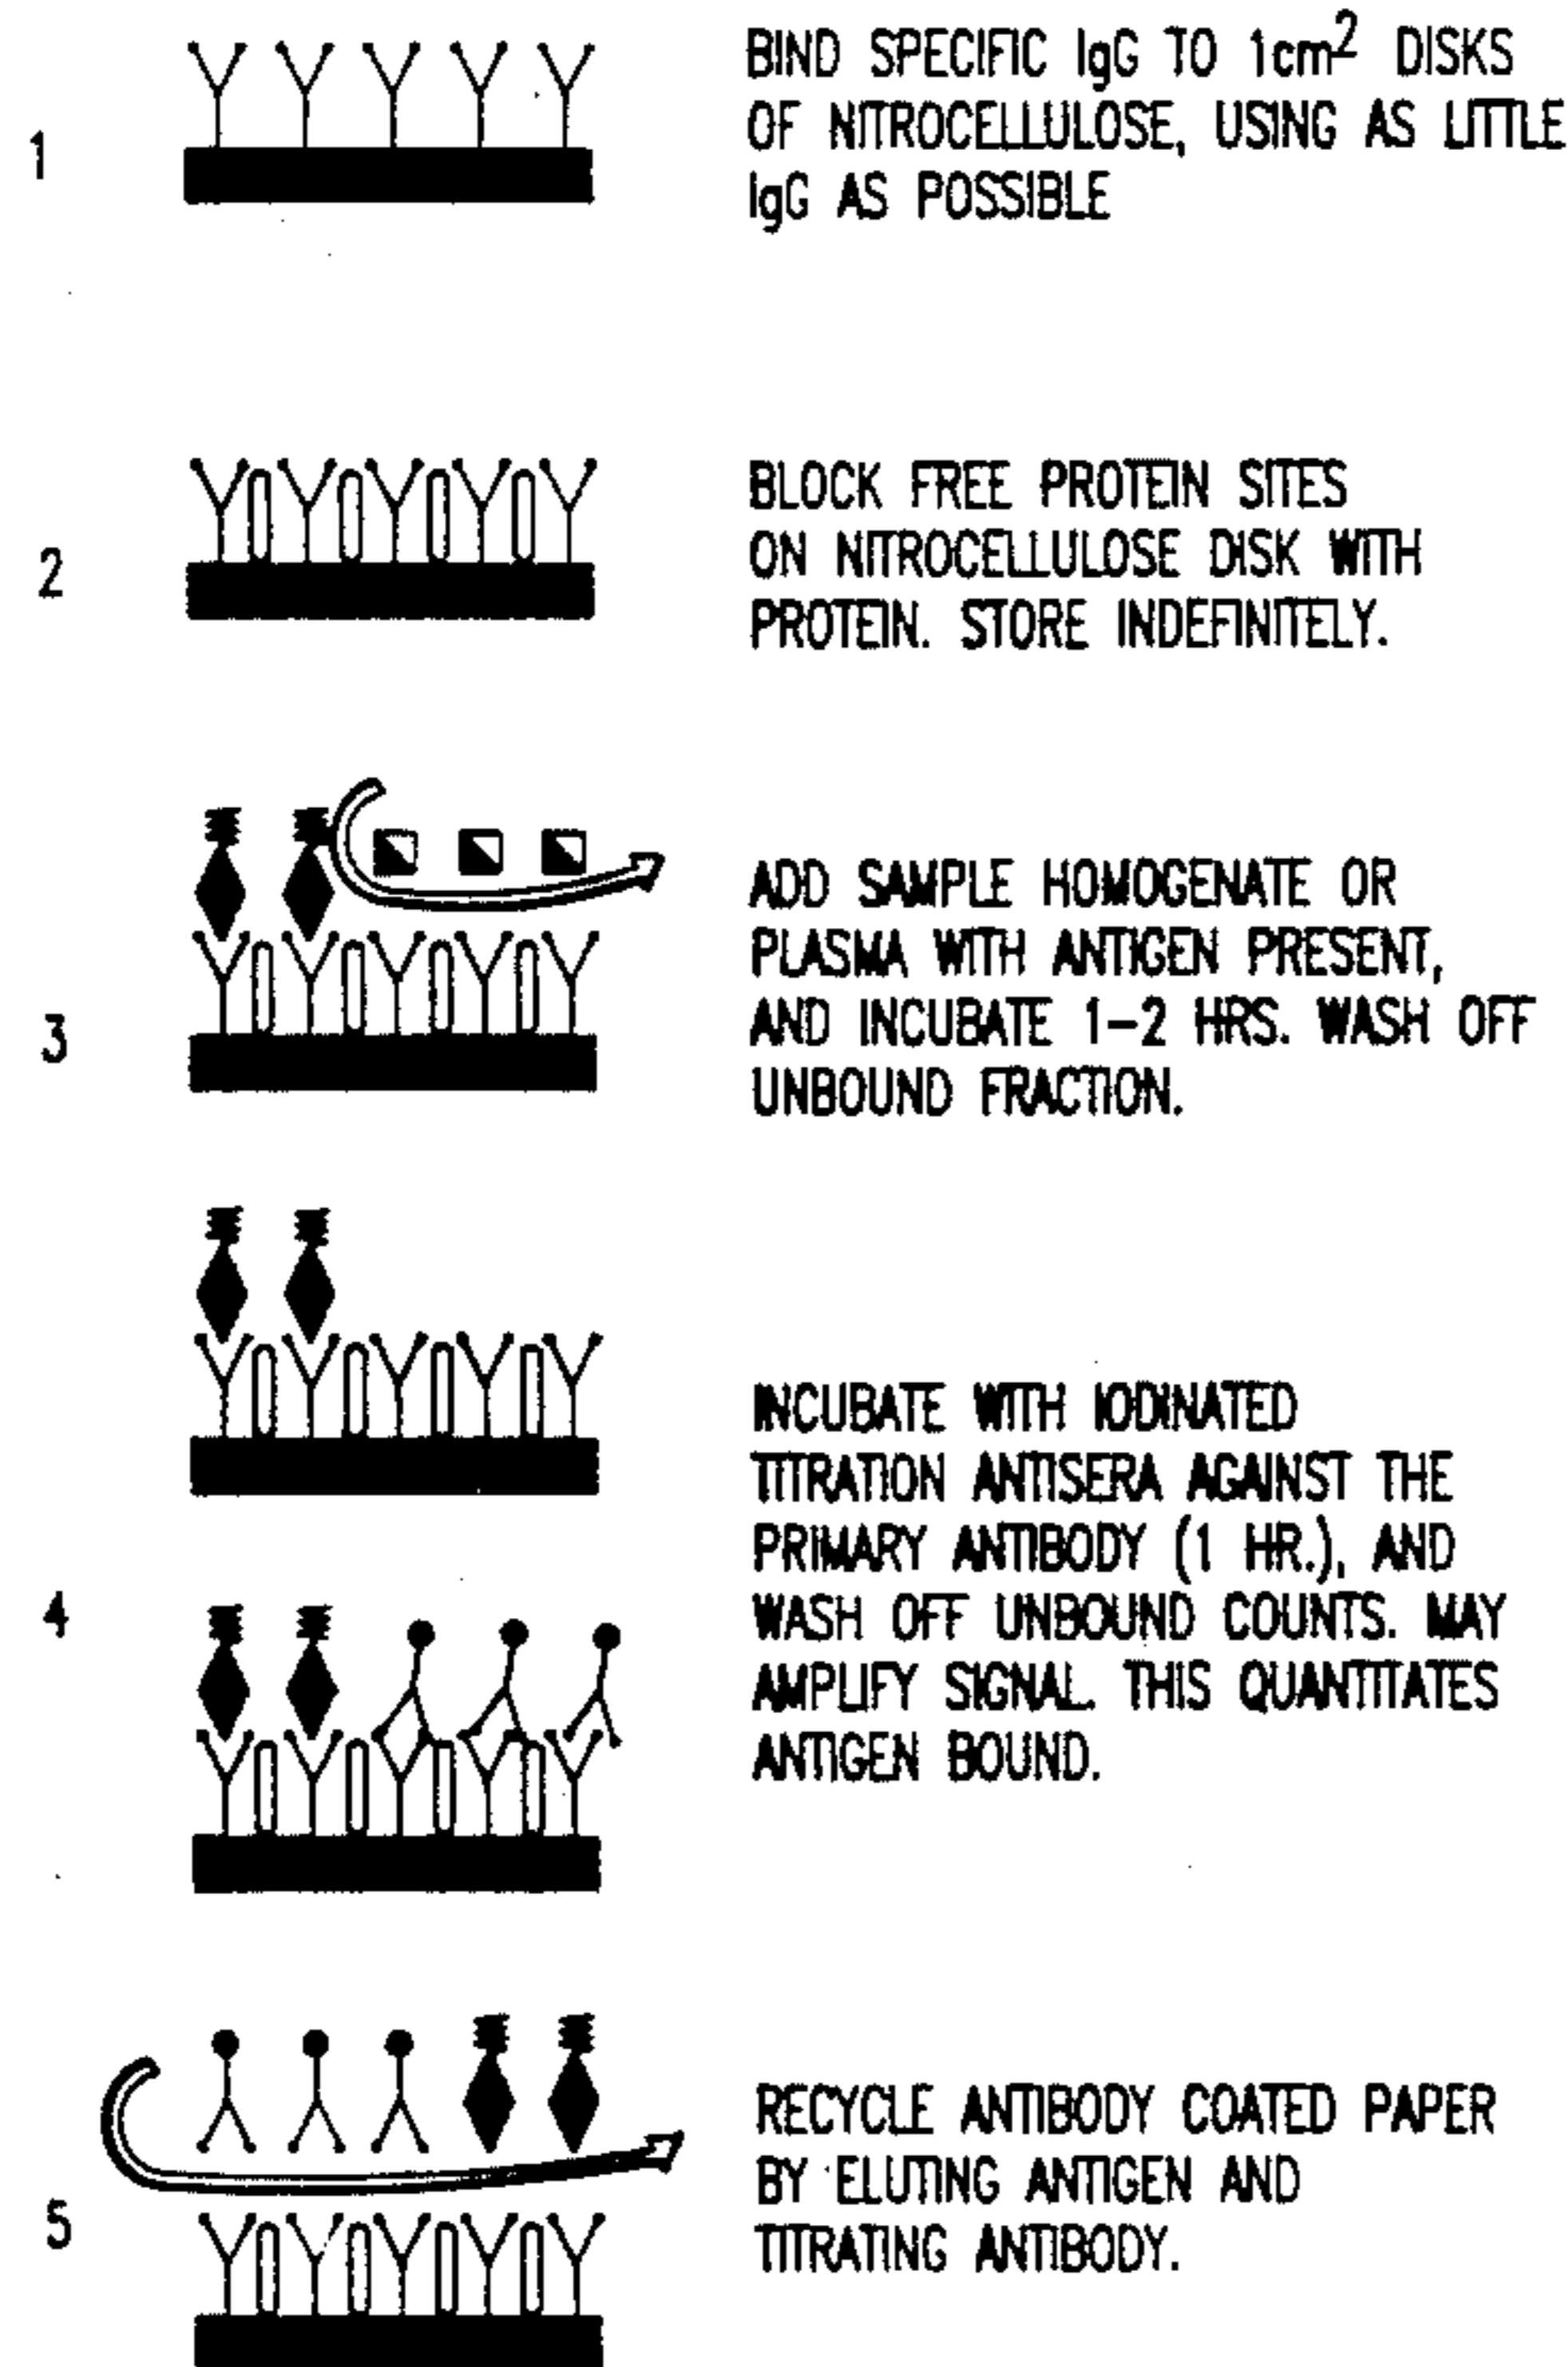 1
BIND SPECIFIC IgG TO 1cm² DISKS
OF NITROCELLULOSE, USING AS LITTLE
IgG AS POSSIBLE
2
BLOCK FREE PROTEIN SITES
ON NITROCELLULOSE DISK WITH
PROTEIN. STORE INDEFINITELY.
3
ADD SAMPLE HOMOGENATE OR
PLASMA WITH ANTIGEN PRESENT,
AND INCUBATE 1-2 HRS. WASH OFF
UNBOUND FRACTION.
4
INCUBATE WITH IODINATED
TITRATION ANTISERA AGAINST THE
PRIMARY ANTIBODY (1 HR.), AND
WASH OFF UNBOUND COUNTS. MAY
AMPLIFY SIGNAL. THIS QUANTITATES
ANTIGEN BOUND.
5
RECYCLE ANTIBODY COATED PAPER
BY ELUTING ANTIGEN AND
TITRATING ANTIBODY.